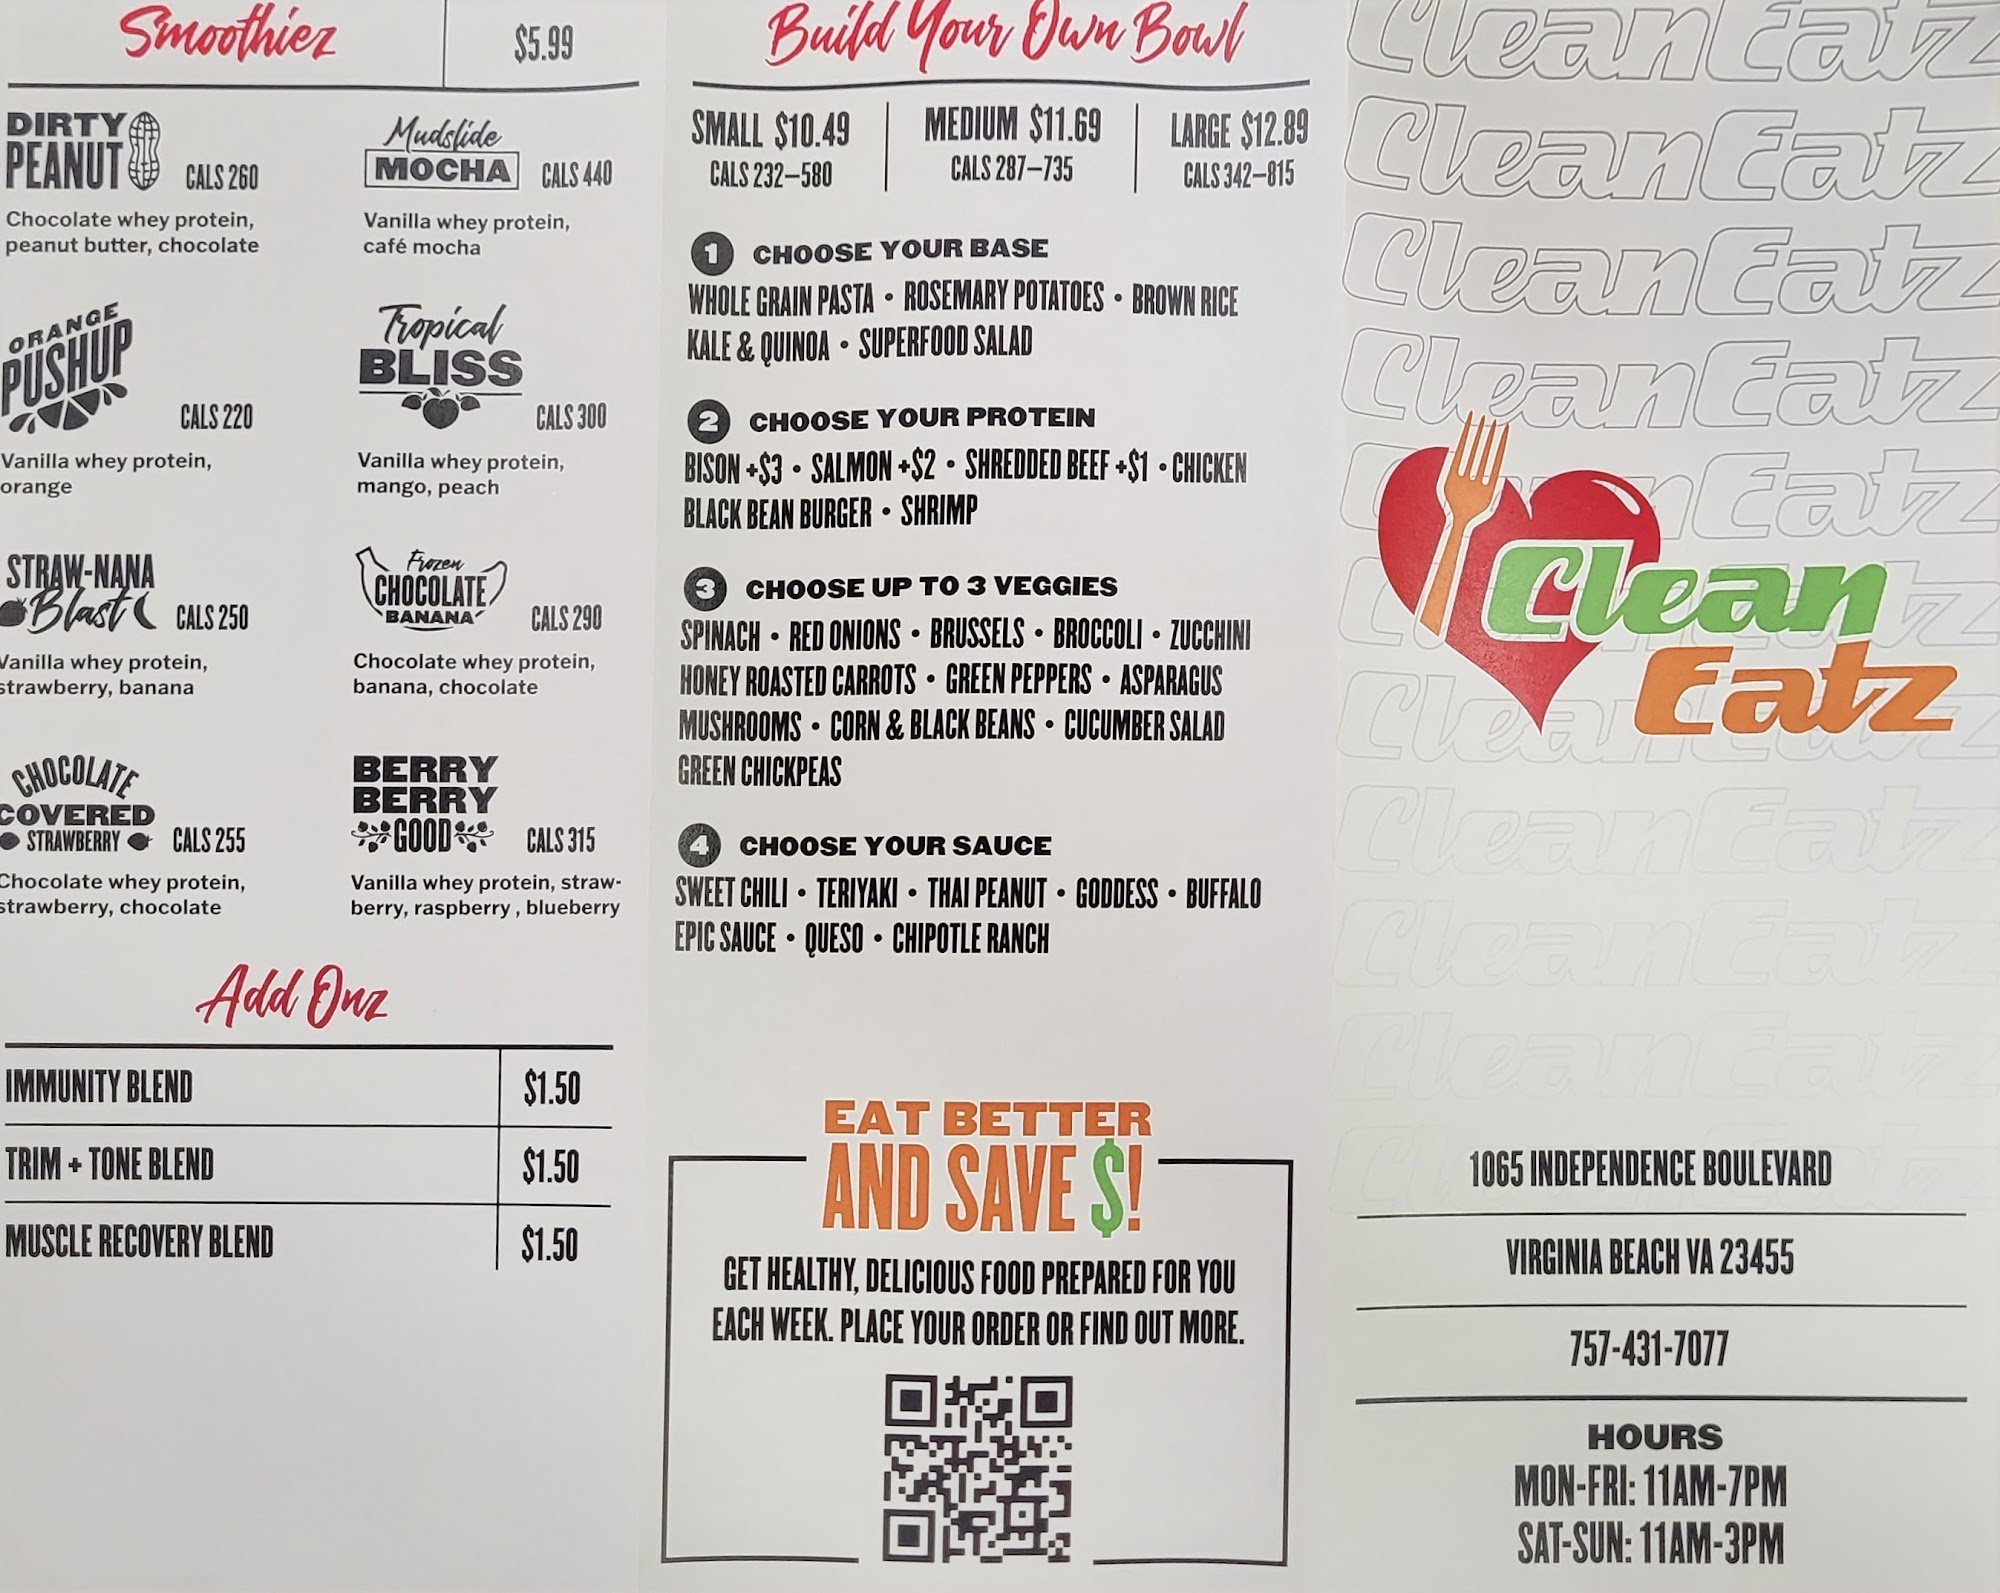 Smoothiez
$5.99
DIRTY
PEANUT
CALS 260
Chocolate whey protein,
peanut butter, chocolate
Mudslide
MOCHA
CALS 440
Vanilla whey protein,
café mocha
ORANGE
PUSHUP
CALS 220
Vanilla whey protein,
orange
Tropical
BLISS
CALS 300
Vanilla whey protein,
mango, peach
STRAW-NANA
Blast
CALS 250
Vanilla whey protein,
strawberry, banana
Frozen
CHOCOLATE
BANANA
CALS 290
Chocolate whey protein,
banana, chocolate
CHOCOLATE
COVERED
STRAWBERRY
CALS 255
Chocolate whey protein,
strawberry, chocolate
BERRY
BERRY
GOOD
CALS 315
Vanilla whey protein, straw-
berry, raspberry , blueberry
Add Onz
IMMUNITY BLEND $1.50
TRIM + TONE BLEND $1.50
MUSCLE RECOVERY BLEND $1.50
Build Your Own Bowl
SMALL $10.49
CALS 232–580
MEDIUM $11.69
CALS 287–735
LARGE $12.89
CALS 342–815
1 CHOOSE YOUR BASE
WHOLE GRAIN PASTA • ROSEMARY POTATOES • BROWN RICE
KALE & QUINOA • SUPERFOOD SALAD
2 CHOOSE YOUR PROTEIN
BISON +$3 • SALMON +$2 • SHREDDED BEEF +$1 • CHICKEN
BLACK BEAN BURGER • SHRIMP
3 CHOOSE UP TO 3 VEGGIES
SPINACH • RED ONIONS • BRUSSELS • BROCCOLI • ZUCCHINI
HONEY ROASTED CARROTS • GREEN PEPPERS • ASPARAGUS
MUSHROOMS • CORN & BLACK BEANS • CUCUMBER SALAD
GREEN CHICKPEAS
4 CHOOSE YOUR SAUCE
SWEET CHILI • TERIYAKI • THAI PEANUT • GODDESS • BUFFALO
EPIC SAUCE • QUESO • CHIPOTLE RANCH
EAT BETTER
AND SAVE $!
GET HEALTHY, DELICIOUS FOOD PREPARED FOR YOU
EACH WEEK. PLACE YOUR ORDER OR FIND OUT MORE.
CleanEatz
CleanEatz
CleanEatz
CleanEatz
Clean
Eatz
CleanEatz
CleanEatz
CleanEatz
1065 INDEPENDENCE BOULEVARD
VIRGINIA BEACH VA 23455
757-431-7077
HOURS
MON-FRI: 11AM-7PM
SAT-SUN: 11AM-3PM